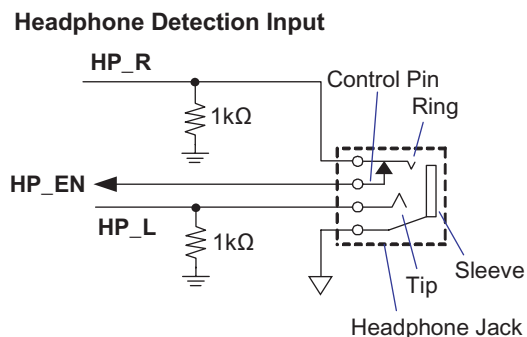 Headphone Detection Input
HP_R
Control Pin
Ring
1kΩ
HP_EN
HP_L
1kΩ
Sleeve
Tip
Headphone Jack